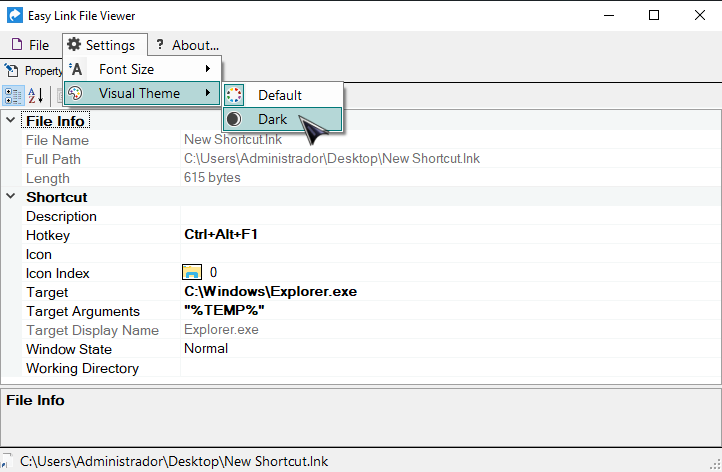 Easy Link File Viewer
File Settings ? About...
A Font Size
Property
Visual Theme
Default
A Z
Dark
File Info
File Name New Shortcut.lnk
Full Path C:\Users\Administrador\Desktop\New Shortcut.lnk
Length 615 bytes
Shortcut
Description
Hotkey Ctrl+Alt+F1
Icon
Icon Index 0
Target C:\Windows\Explorer.exe
Target Arguments "%TEMP%"
Target Display Name Explorer.exe
Window State Normal
Working Directory
File Info
C:\Users\Administrador\Desktop\New Shortcut.lnk